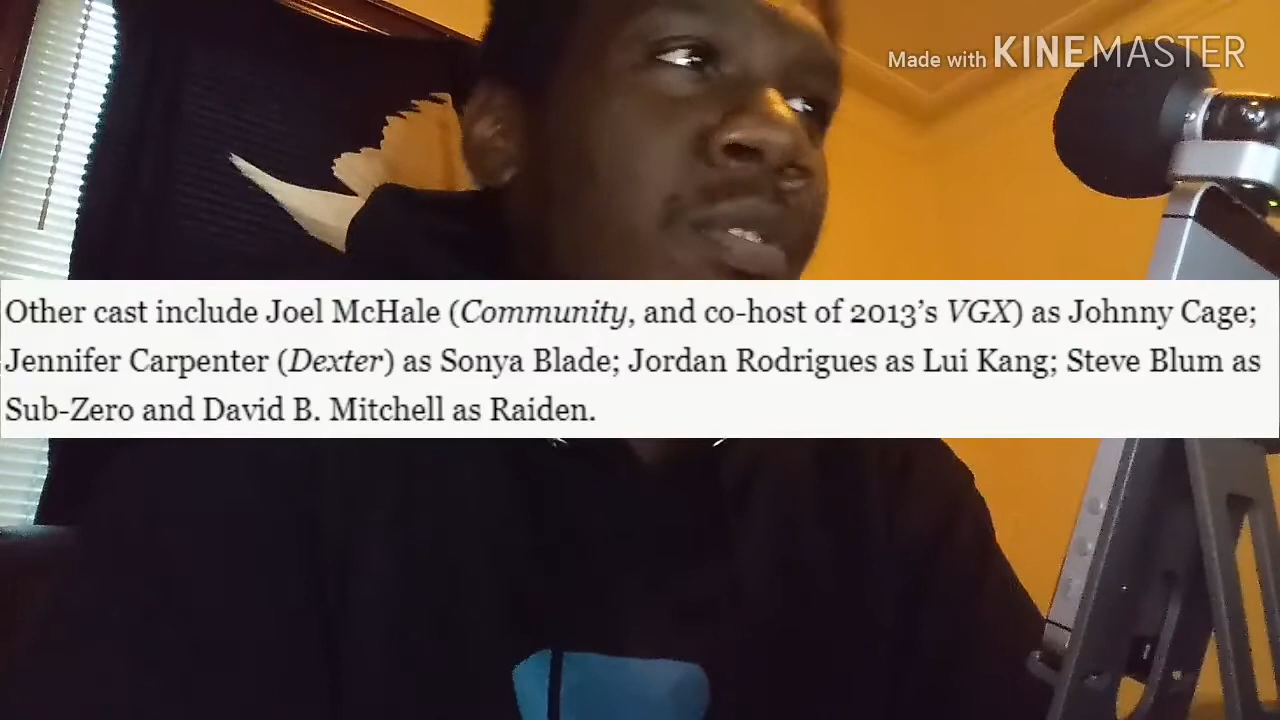 Made with KINEMASTER
Other cast include Joel McHale (Community, and co-host of 2013's VGX) as Johnny Cage;
Jennifer Carpenter (Dexter) as Sonya Blade; Jordan Rodrigues as Lui Kang; Steve Blum as
Sub-Zero and David B. Mitchell as Raiden.